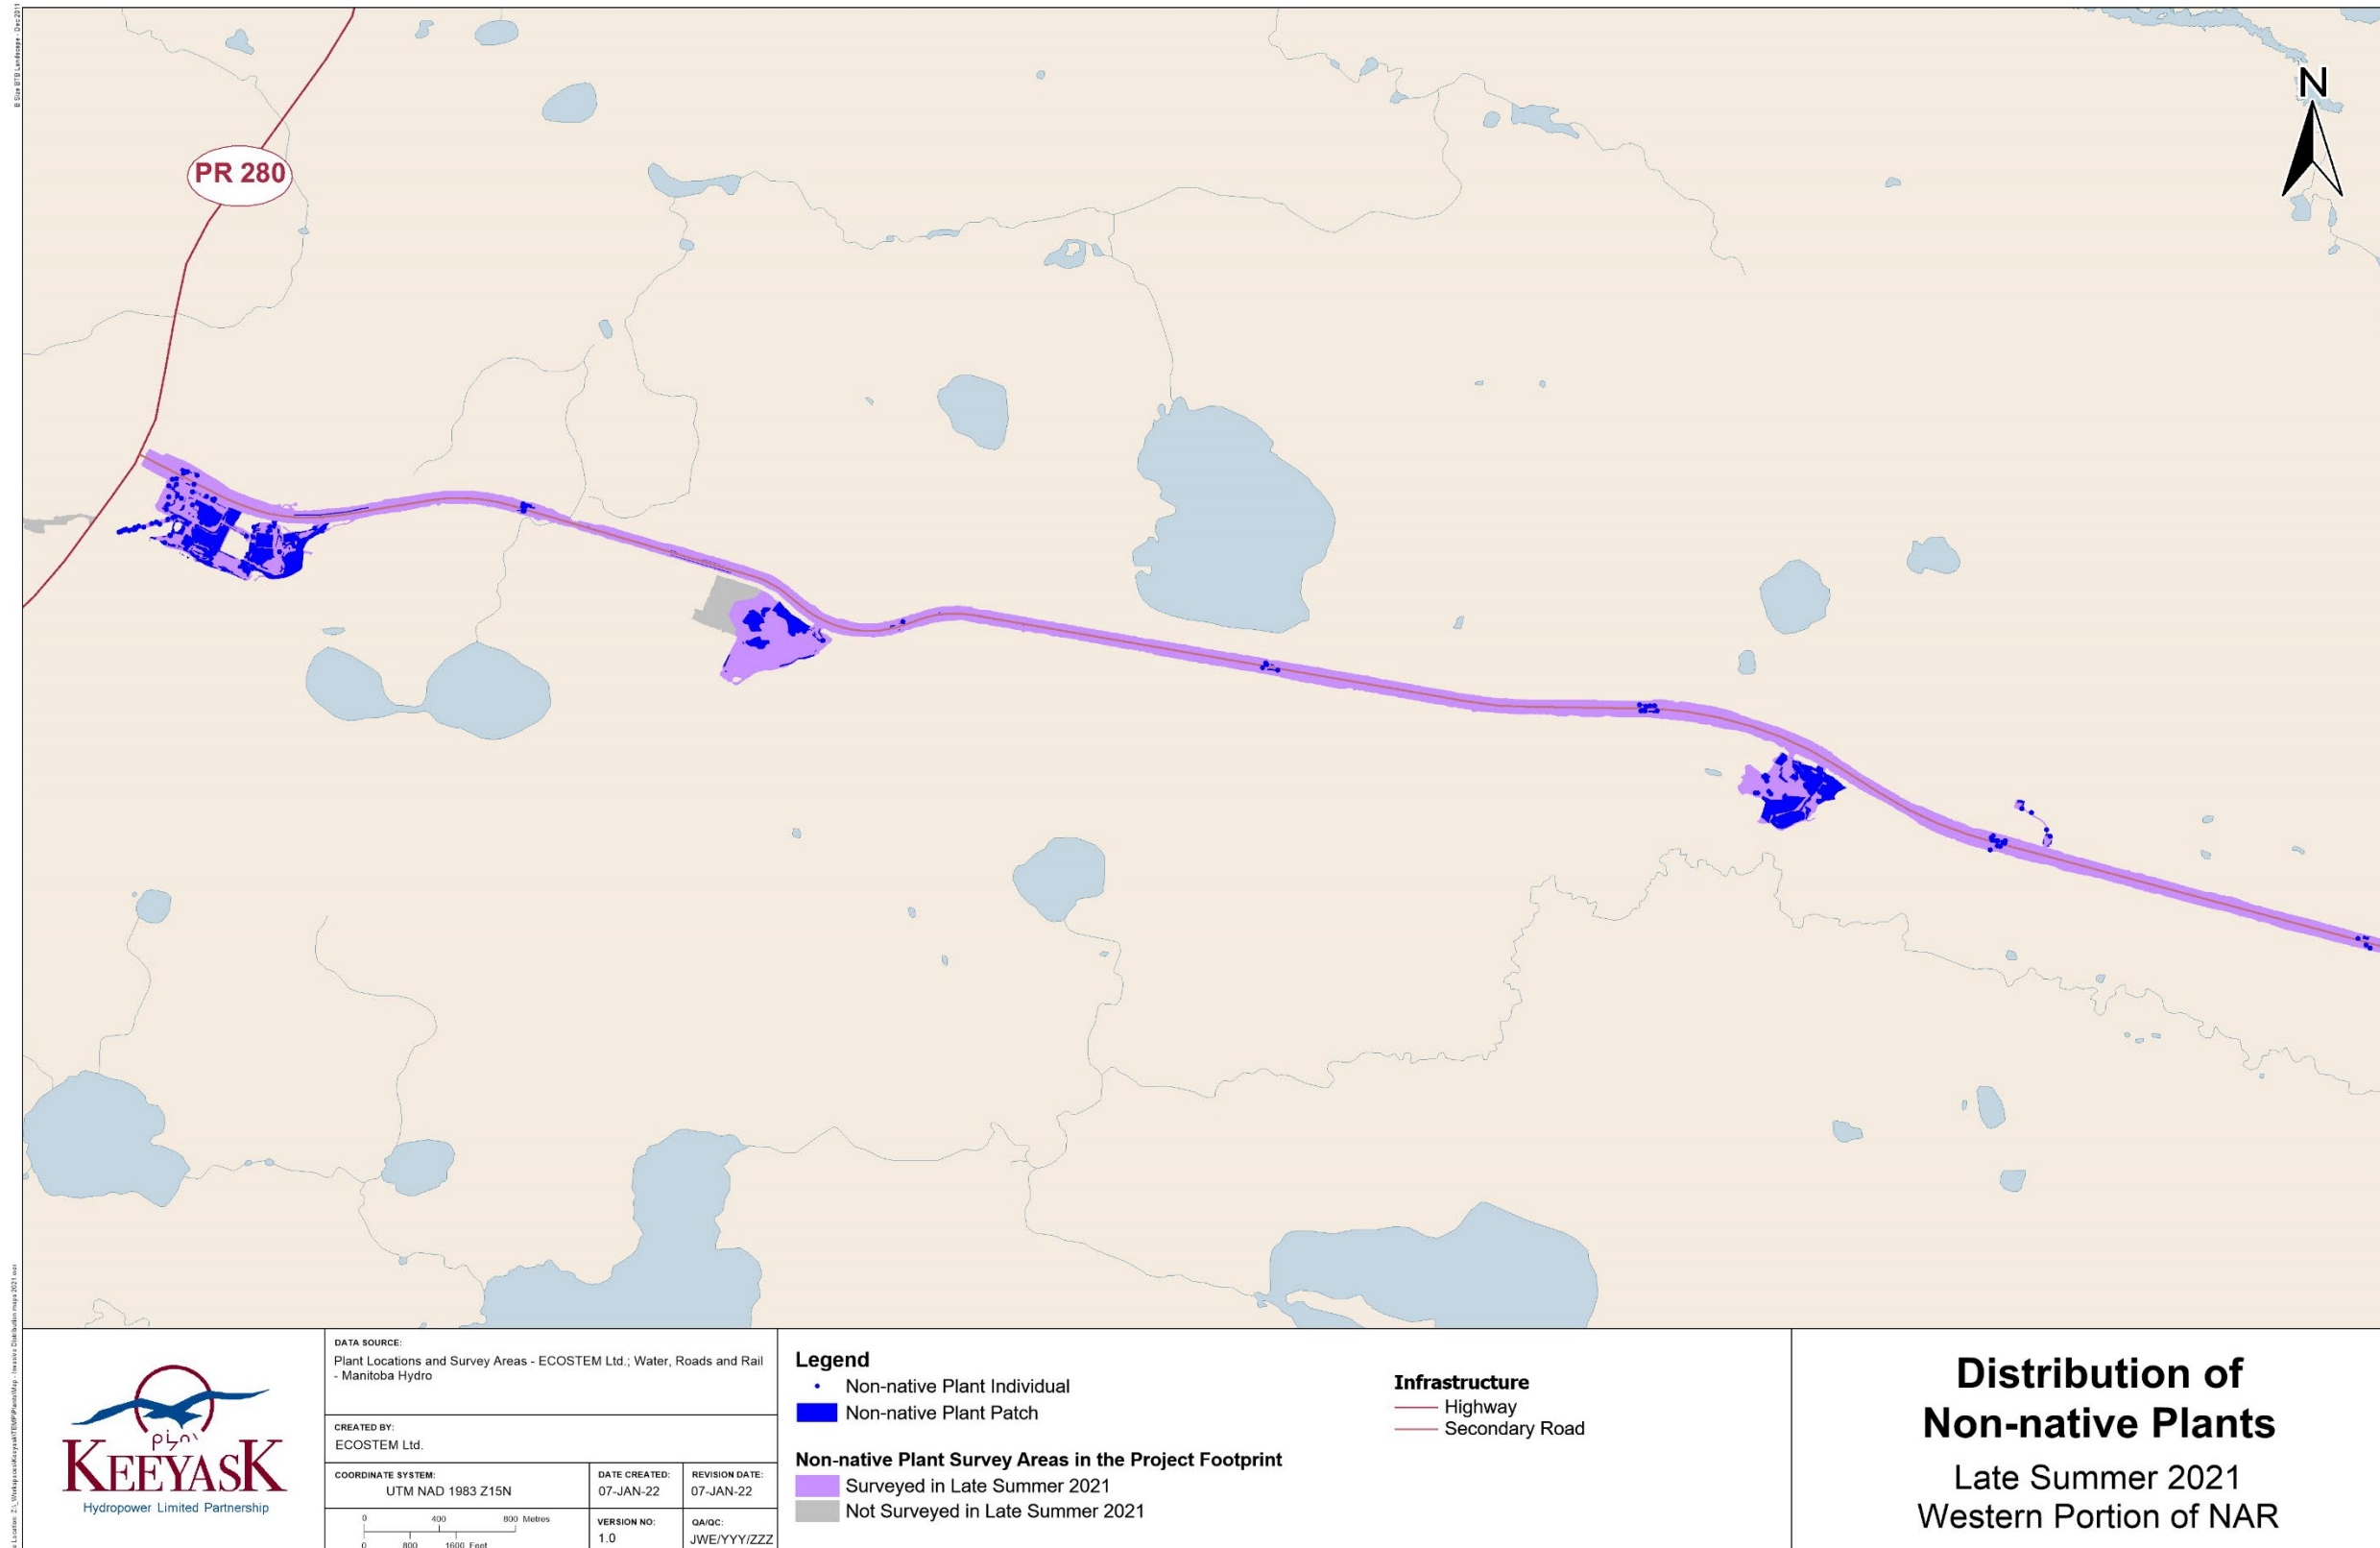 B Size BTB Landscape - Dec 2011
N
PR 280
KEEYASK
Hydropower Limited Partnership
DATA SOURCE:
Plant Locations and Survey Areas - ECOSTEM Ltd.; Water, Roads and Rail
- Manitoba Hydro
CREATED BY:
ECOSTEM Ltd.
COORDINATE SYSTEM:
UTM NAD 1983 Z15N
DATE CREATED:
07-JAN-22
REVISION DATE:
07-JAN-22
0 400 800 Metres
0 800 1600 Feet
VERSION NO:
1.0
QA/QC:
JWE/YYY/ZZZ
Legend
Non-native Plant Individual
Non-native Plant Patch
Non-native Plant Survey Areas in the Project Footprint
Surveyed in Late Summer 2021
Not Surveyed in Late Summer 2021
Infrastructure
Highway
Secondary Road
Distribution of
Non-native Plants
Late Summer 2021
Western Portion of NAR